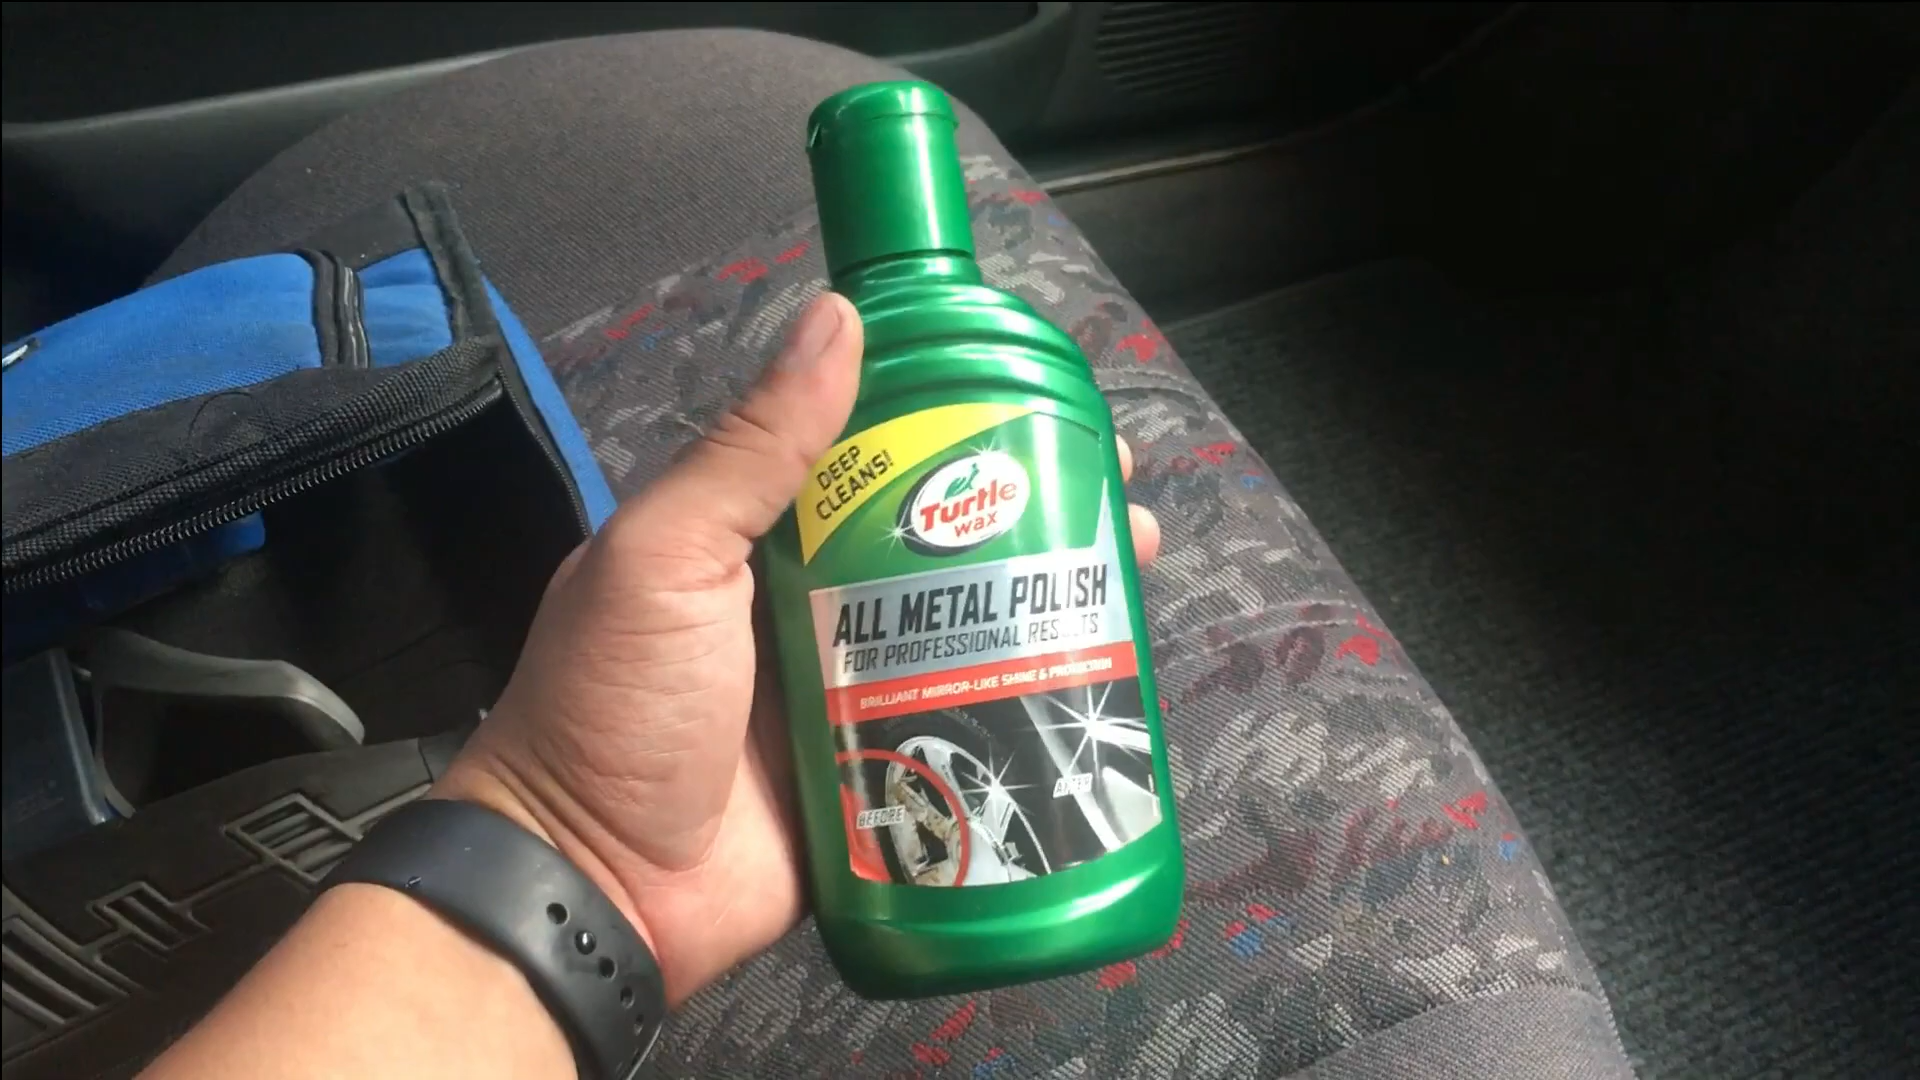 DEEP
CLEANS!
Turtle
wax
ALL METAL POLISH
FOR PROFESSIONAL RESULTS
BRILLIANT MIRROR-LIKE SHINE & PROTECTION
BEFORE
AFTER